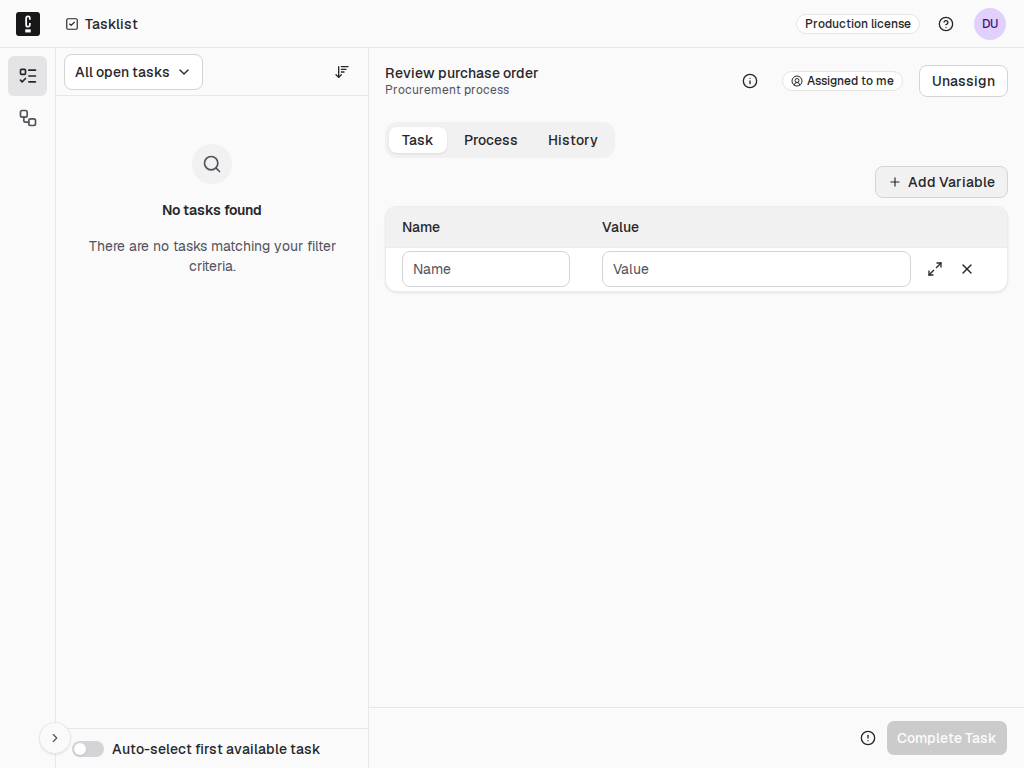 Tasklist
Production license
DU
All open tasks
No tasks found
There are no tasks matching your filter
criteria.
Auto-select first available task
Review purchase order
Procurement process
Assigned to me
Unassign
Task Process History
Add Variable
Name Value
Name Value
Complete Task